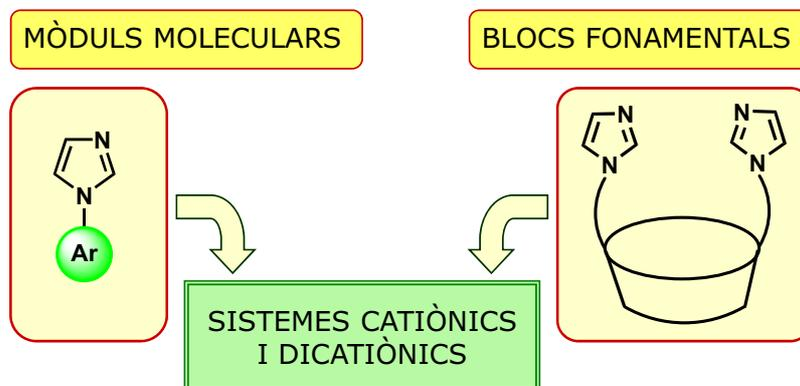 MÒDULS MOLECULARS
BLOCS FONAMENTALS
N
N
Ar
N
N
N
N
SISTEMES CATIÒNICS
I DICATIÒNICS